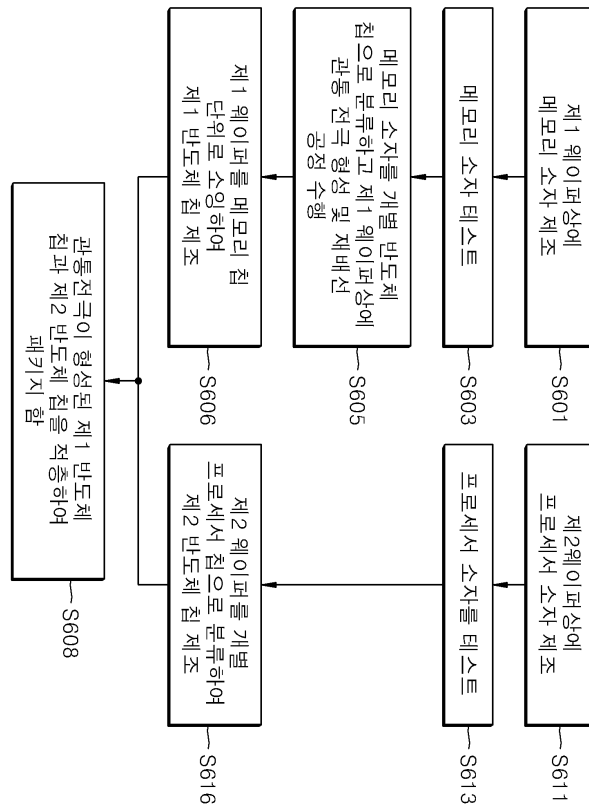 제1 웨이퍼상에
메모리 소자 제조
S601
메모리 소자 테스트
S603
메모리 소자를 개별 반도체
칩으로 분류하고 제1 웨이퍼상에
관통 전극 형성 및 재배선
공정 수행
S605
제1 웨이퍼를 메모리 칩
단위로 소잉하여
제1 반도체 칩 제조
S606
제2웨이퍼상에
프로세서 소자 제조
S611
프로세서 소자를 테스트
S613
제2 웨이퍼를 개별
프로세서 칩으로 분류하여
제2 반도체 칩 제조
S616
관통전극이 형성된 제1 반도체
칩과 제2 반도체 칩을 적층하여
패키지 함
S608